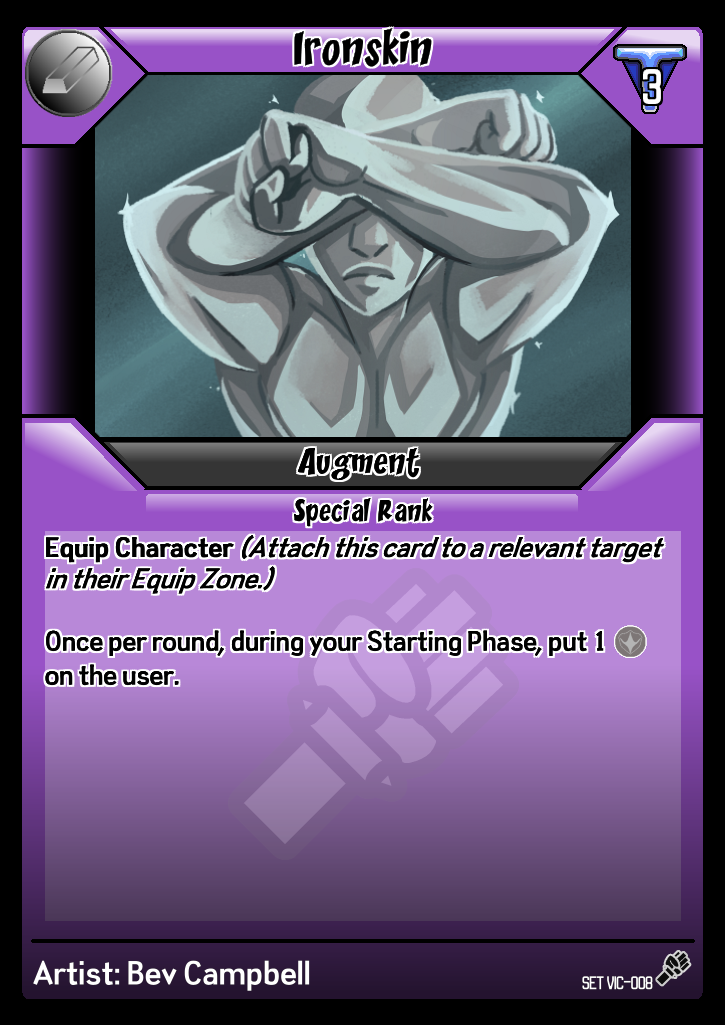 Ironskin
3
Augment
Special Rank
Equip Character (Attach this card to a relevant target
in their Equip Zone.)
Once per round, during your Starting Phase, put 1
on the user.
Artist: Bev Campbell
SET VIC-008